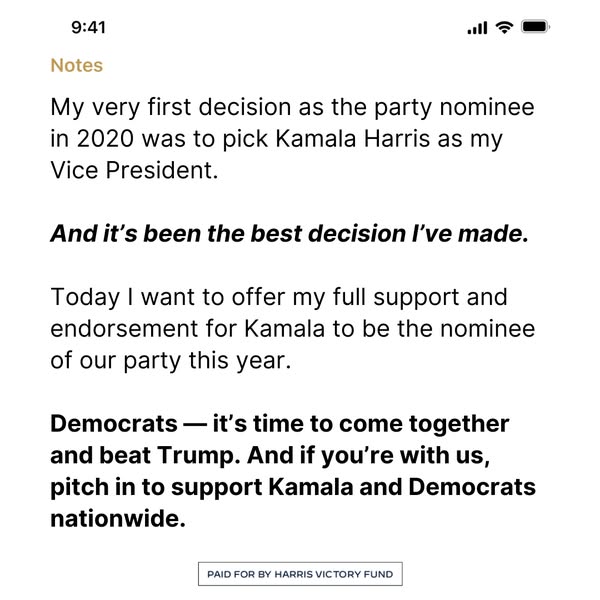 9:41
Notes
My very first decision as the party nominee
in 2020 was to pick Kamala Harris as my
Vice President.
And it’s been the best decision I’ve made.
Today I want to offer my full support and
endorsement for Kamala to be the nominee
of our party this year.
Democrats — it’s time to come together
and beat Trump. And if you’re with us,
pitch in to support Kamala and Democrats
nationwide.
PAID FOR BY HARRIS VICTORY FUND